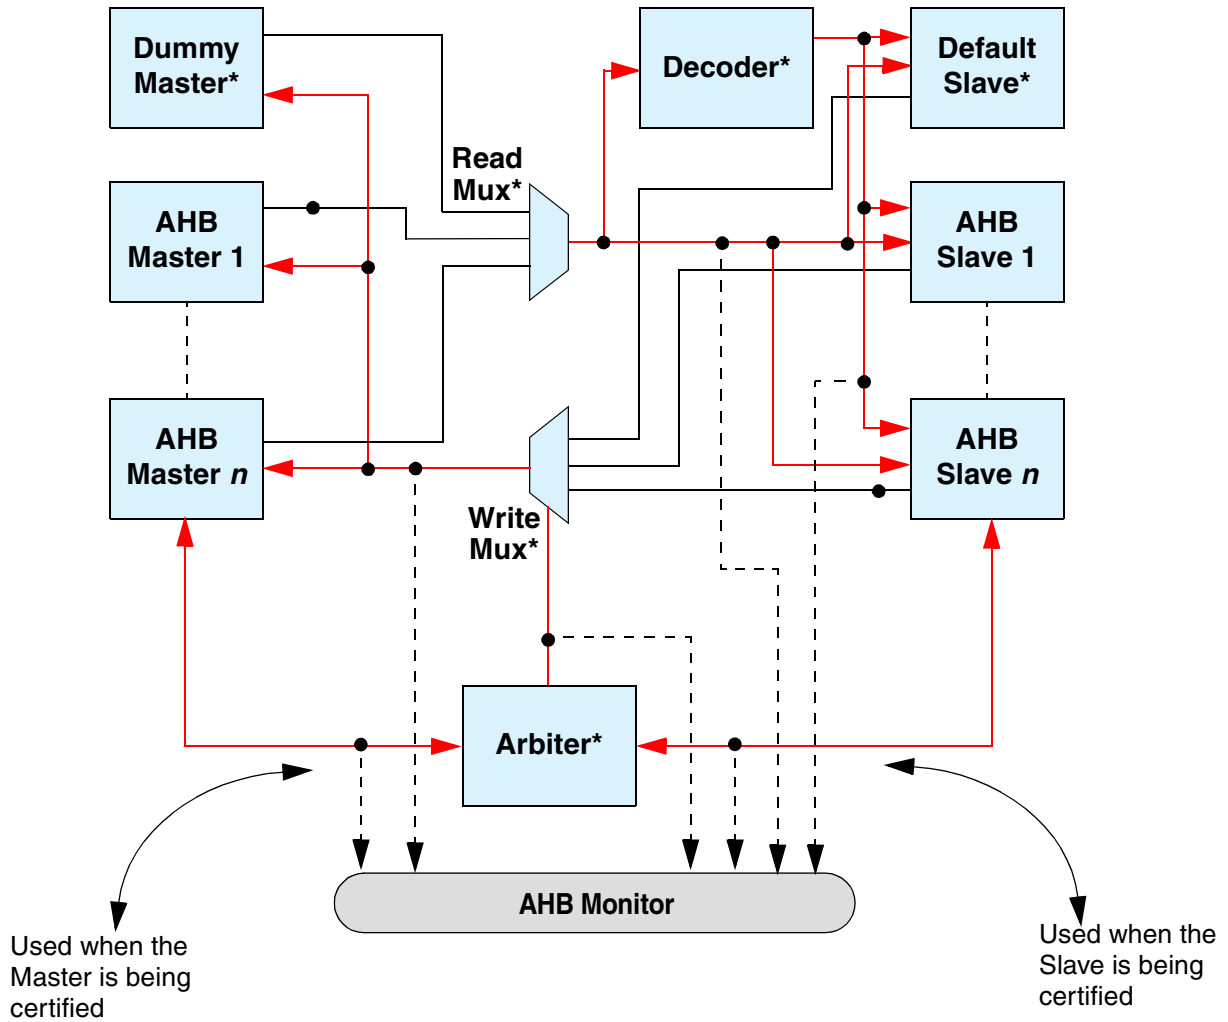 Dummy
Master*
Decoder*
Default
Slave*
Read
Mux*
AHB
Master 1
AHB
Slave 1
AHB
Master n
AHB
Slave n
Write
Mux*
Arbiter*
AHB Monitor
Used when the
Master is being
certified
Used when the
Slave is being
certified